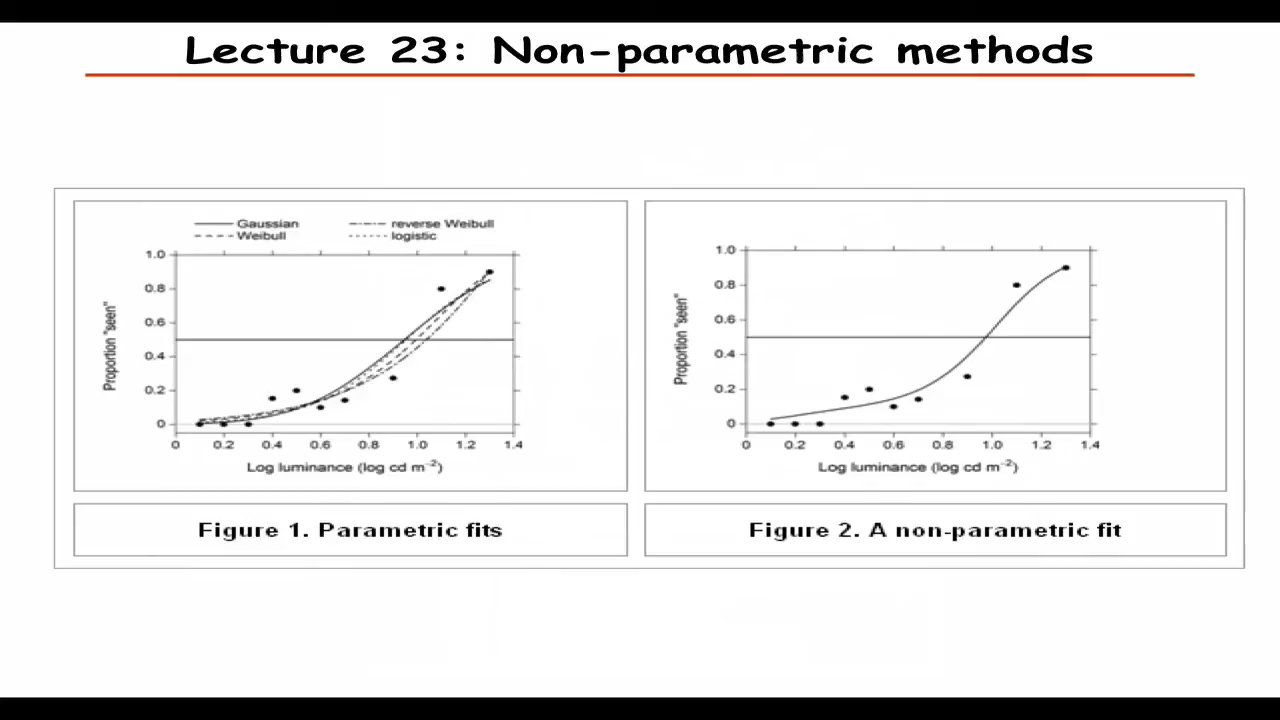 Lecture 23: Non-parametric methods
Gaussian
reverse Weibull
Weibull
logistic
1.0
0.8
0.6
0.4
0.2
0
Proportion "seen"
0 0.2 0.4 0.6 0.8 1.0 1.2 1.4
Log luminance (log cd m⁻²)
Figure 1. Parametric fits
1.0
0.8
0.6
0.4
0.2
0
Proportion "seen"
0 0.2 0.4 0.6 0.8 1.0 1.2 1.4
Log luminance (log cd m⁻²)
Figure 2. A non-parametric fit